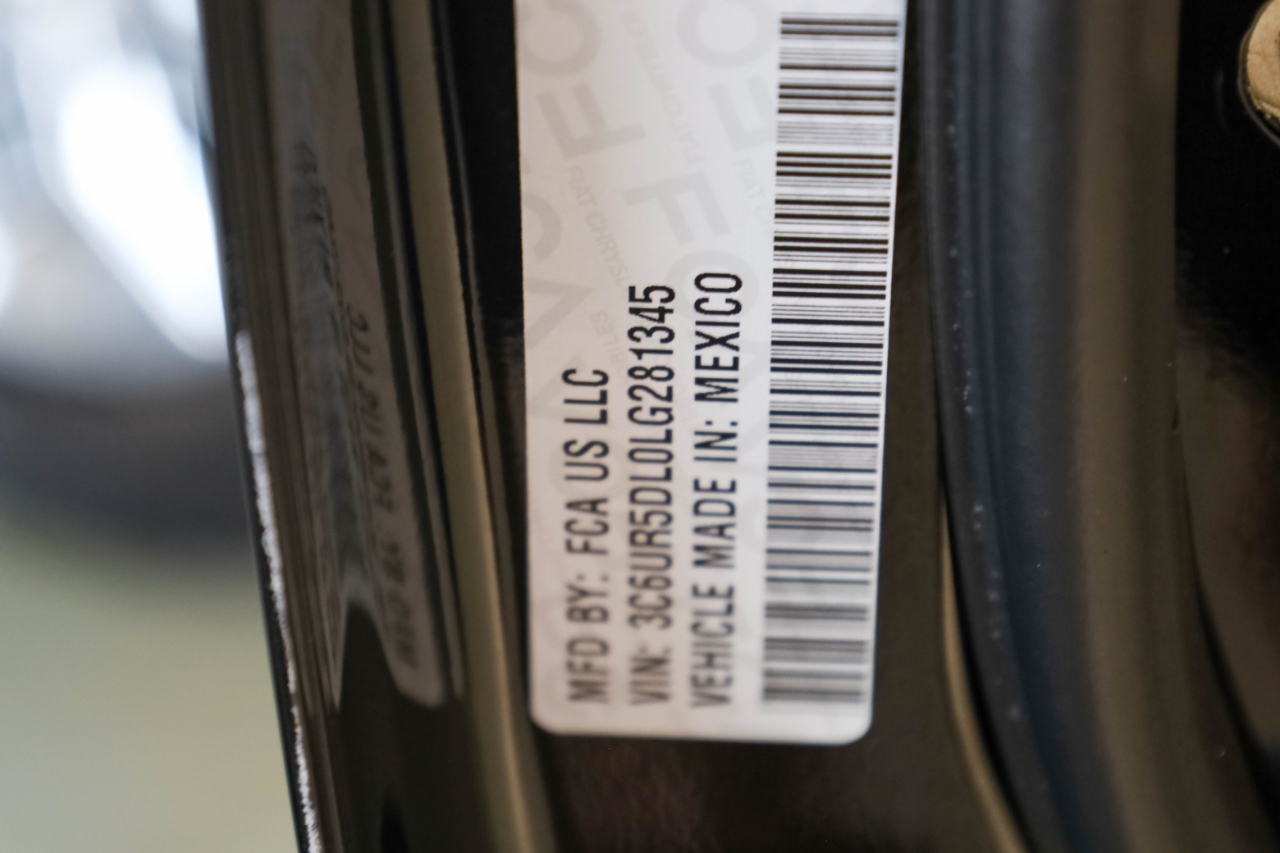 MFD BY: FCA US LLC
VIN: 3C6UR5DL0LG281345
VEHICLE MADE IN: MEXICO